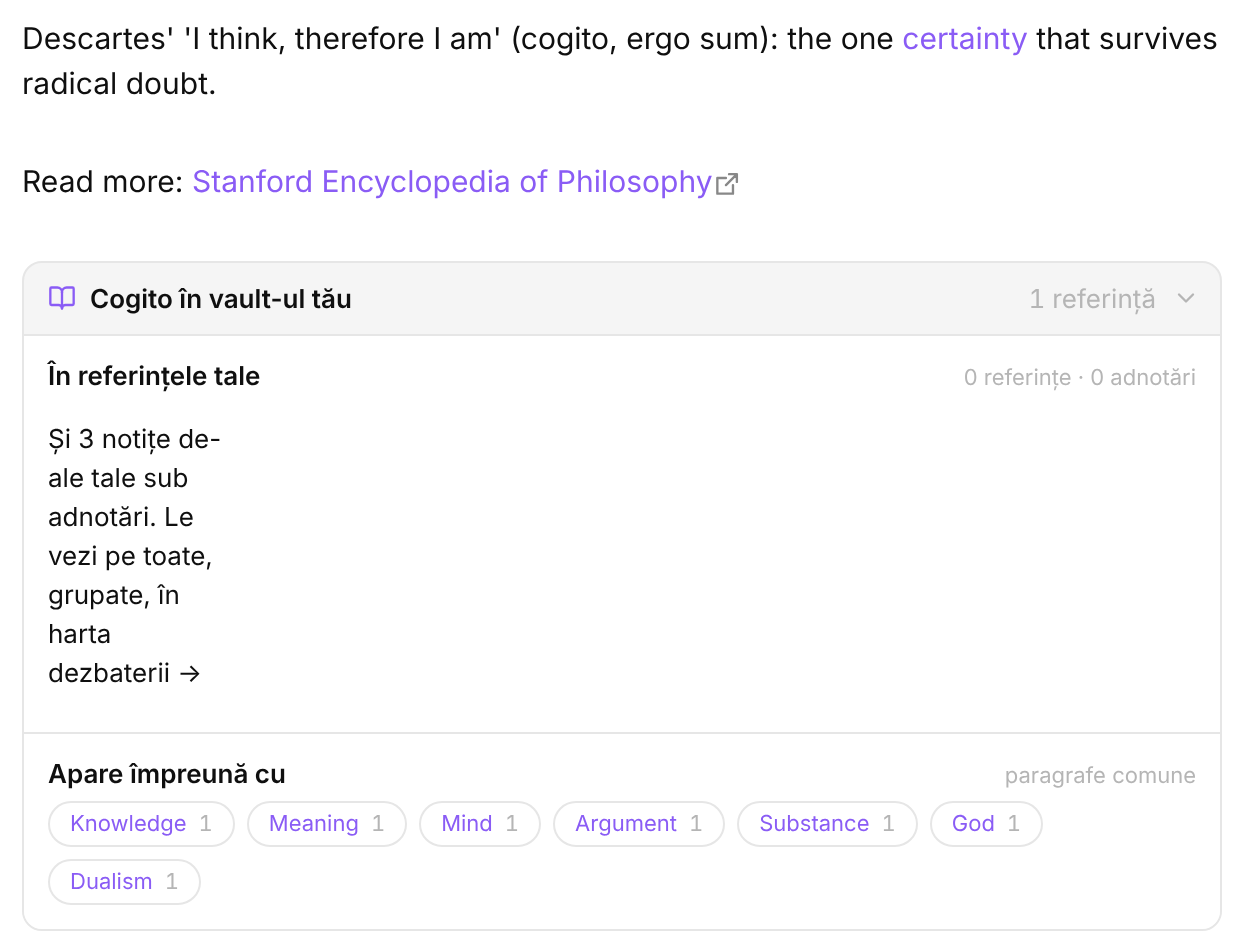 Descartes' 'I think, therefore I am' (cogito, ergo sum): the one certainty that survives
radical doubt.
Read more: Stanford Encyclopedia of Philosophy
Cogito în vault-ul tău 1 referință
În referințele tale 0 referințe · 0 adnotări
Și 3 notițe de-
ale tale sub
adnotări. Le
vezi pe toate,
grupate, în
harta
dezbaterii →
Apare împreună cu paragrafe comune
Knowledge 1 Meaning 1 Mind 1 Argument 1 Substance 1 God 1
Dualism 1